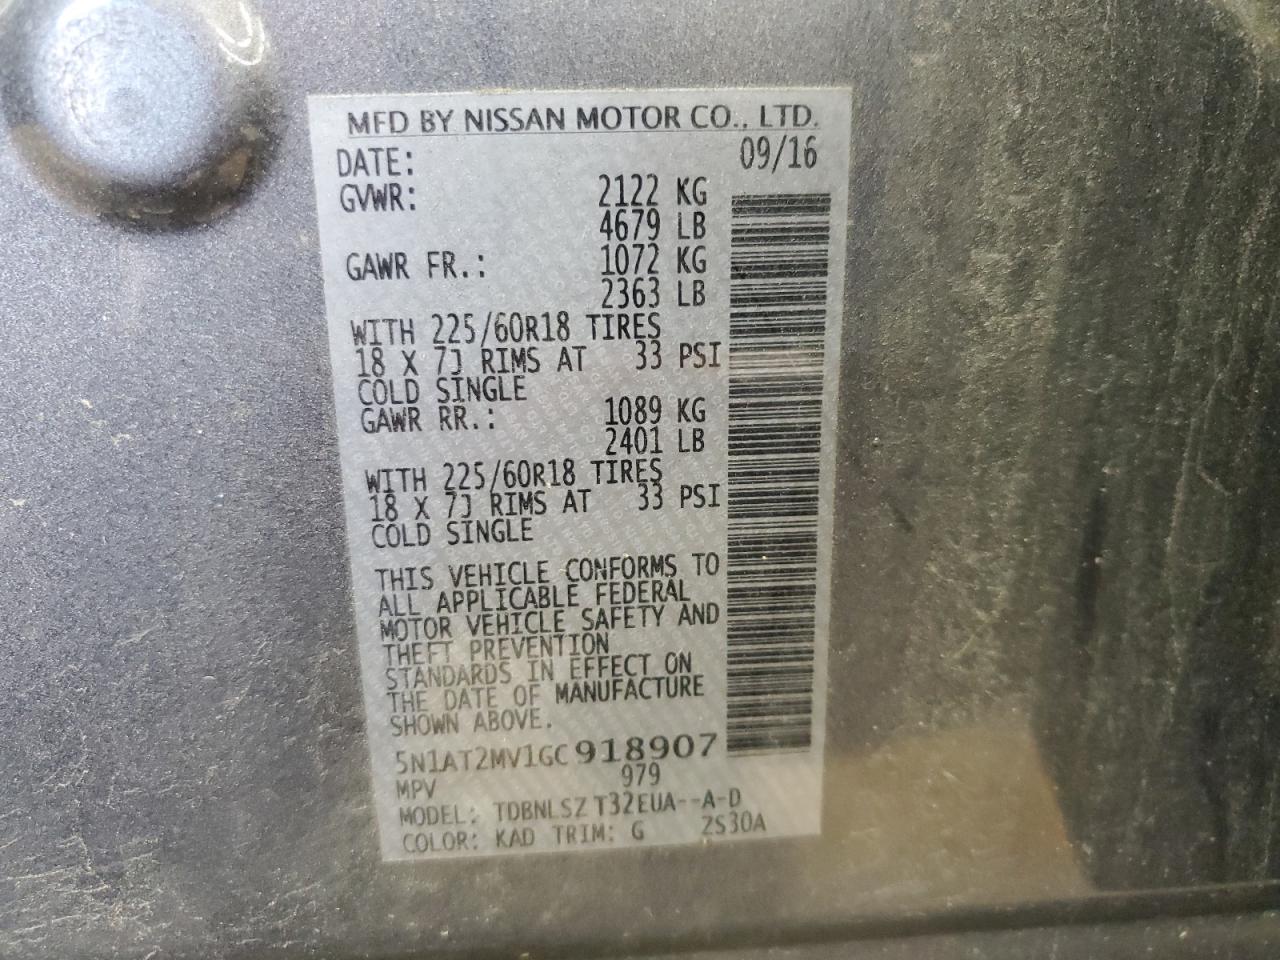 MFD BY NISSAN MOTOR CO., LTD.
DATE: 09/16
GVWR: 2122 KG
4679 LB
GAWR FR.: 1072 KG
2363 LB
WITH 225/60R18 TIRES
18 X 7J RIMS AT 33 PSI
COLD SINGLE
GAWR RR.: 1089 KG
2401 LB
WITH 225/60R18 TIRES
18 X 7J RIMS AT 33 PSI
COLD SINGLE
THIS VEHICLE CONFORMS TO
ALL APPLICABLE FEDERAL
MOTOR VEHICLE SAFETY AND
THEFT PREVENTION
STANDARDS IN EFFECT ON
THE DATE OF MANUFACTURE
SHOWN ABOVE.
5N1AT2MV1GC918907
MPV 979
MODEL: TDBNLSZ T32EUA--A-D
COLOR: KAD TRIM: G 2S30A